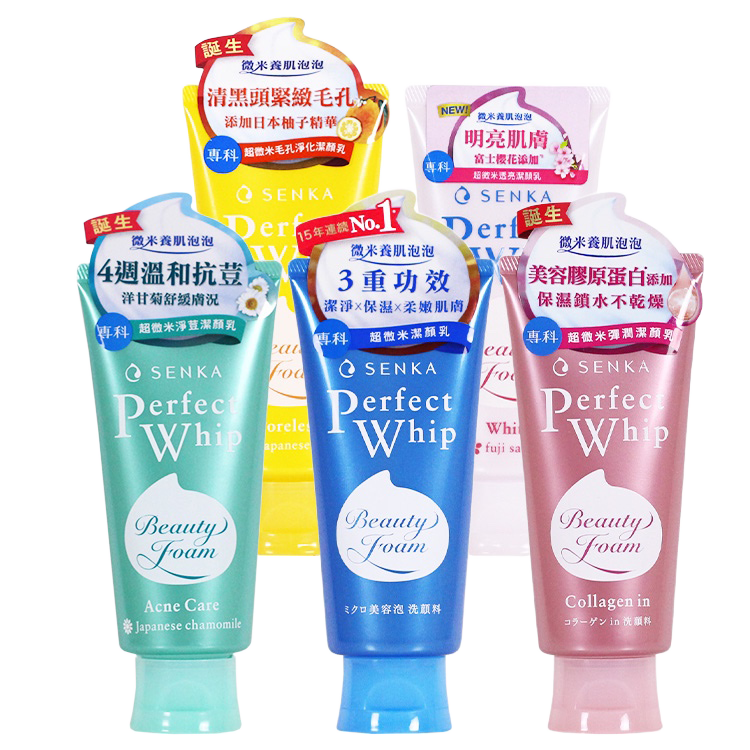 誕生
微米養肌泡泡
清黑頭緊緻毛孔
添加日本柚子精華
專科
超微米毛孔淨化潔顏乳
SENKA
NEW!
微米養肌泡泡
明亮肌膚
富士櫻花添加
專科
超微米透亮潔顏乳
SENKA
誕生
微米養肌泡泡
4週溫和抗荳
洋甘菊舒緩膚況
專科
超微米淨荳潔顏乳
SENKA
Perfect
Whip
Beauty
Foam
Acne Care
Japanese chamomile
15年連續 No.1
微米養肌泡泡
3重功效
潔淨×保濕×柔嫩肌膚
專科
超微米潔顏乳
SENKA
Perfect
Whip
Beauty
Foam
ミクロ美容泡 洗顔料
誕生
微米養肌泡泡
美容膠原蛋白添加
保濕鎖水不乾燥
專科
超微米彈潤潔顏乳
SENKA
Perfect
Whip
Beauty
Foam
Collagen in
コラーゲン in 洗顔料